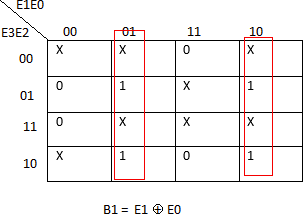 E1E0
E3E2 00 01 11 10
00 X X 0 X
01 0 1 X 1
11 0 X X X
10 X 1 0 1
B1 = E1 ⊕ E0